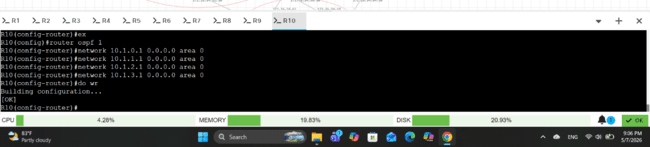 R1 R2 R3 R4 R5 R6 R7 R8 R9 R10
R10(config-router)#ex
R10(config)#router ospf 1
R10(config-router)#network 10.1.0.1 0.0.0.0 area 0
R10(config-router)#network 10.1.1.1 0.0.0.0 area 0
R10(config-router)#network 10.1.2.1 0.0.0.0 area 0
R10(config-router)#network 10.1.3.1 0.0.0.0 area 0
R10(config-router)#do wr
Building configuration...
[OK]
R10(config-router)#
CPU 4.28% MEMORY 19.83% DISK 20.93% OK
83°F
Partly cloudy
Search
ENG
9:06 PM
5/7/2026